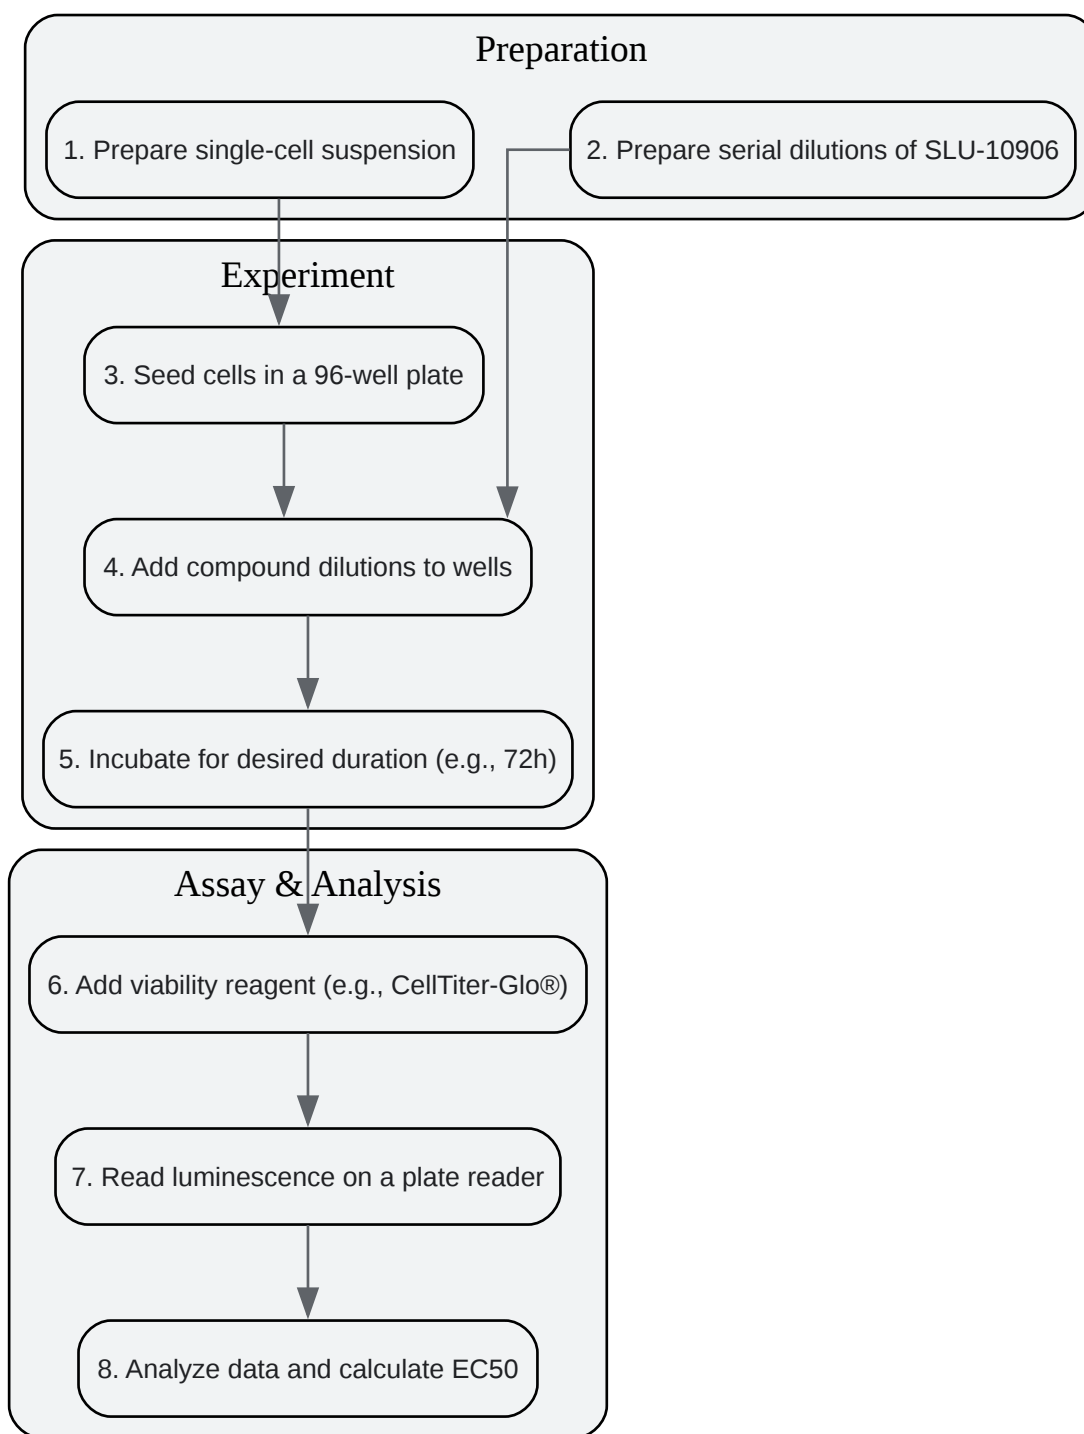 Preparation
1. Prepare single-cell suspension
2. Prepare serial dilutions of SLU-10906
Experiment
3. Seed cells in a 96-well plate
4. Add compound dilutions to wells
5. Incubate for desired duration (e.g., 72h)
Assay & Analysis
6. Add viability reagent (e.g., CellTiter-Glo®)
7. Read luminescence on a plate reader
8. Analyze data and calculate EC50